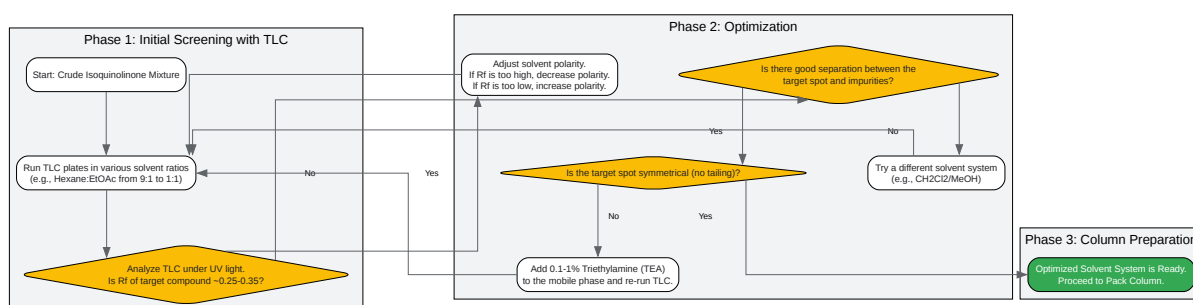 Phase 1: Initial Screening with TLC
Start: Crude Isoquinolinone Mixture
Run TLC plates in various solvent ratios
(e.g., Hexane:EtOAc from 9:1 to 1:1)
Analyze TLC under UV light.
Is Rf of target compound ~0.25-0.35?
No
Yes
Phase 2: Optimization
Adjust solvent polarity.
If Rf is too high, decrease polarity.
If Rf is too low, increase polarity.
Is there good separation between the
target spot and impurities?
Yes
No
Is the target spot symmetrical (no tailing)?
Try a different solvent system
(e.g., CH2Cl2/MeOH)
No
Yes
Add 0.1-1% Triethylamine (TEA)
to the mobile phase and re-run TLC.
Phase 3: Column Preparation
Optimized Solvent System is Ready.
Proceed to Pack Column.